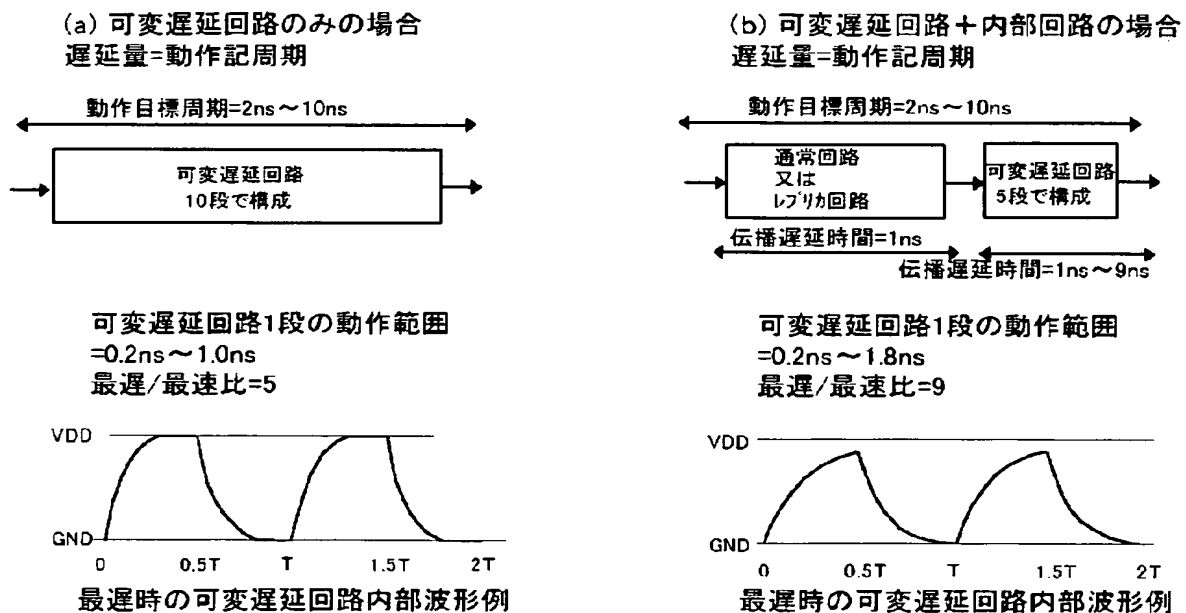 (a) 可変遅延回路のみの場合
遅延量=動作記周期
動作目標周期=2ns～10ns
可変遅延回路
10段で構成
可変遅延回路1段の動作範囲
=0.2ns～1.0ns
最遅/最速比=5
VDD
GND
0 0.5T T 1.5T 2T
最遅時の可変遅延回路内部波形例
(b) 可変遅延回路＋内部回路の場合
遅延量=動作記周期
動作目標周期=2ns～10ns
通常回路
又は
ﾚﾌﾟﾘｶ回路
可変遅延回路
5段で構成
伝播遅延時間=1ns
伝播遅延時間=1ns～9ns
可変遅延回路1段の動作範囲
=0.2ns～1.8ns
最遅/最速比=9
VDD
GND
0 0.5T T 1.5T 2T
最遅時の可変遅延回路内部波形例